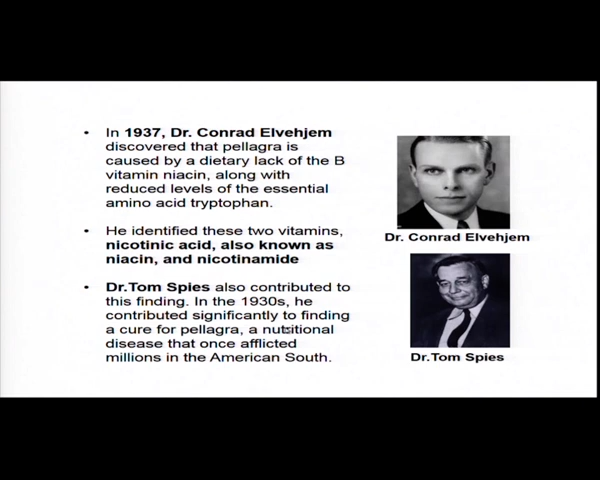 • In 1937, Dr. Conrad Elvehjem
discovered that pellagra is
caused by a dietary lack of the B
vitamin niacin, along with
reduced levels of the essential
amino acid tryptophan.
• He identified these two vitamins,
nicotinic acid, also known as
niacin, and nicotinamide
• Dr.Tom Spies also contributed to
this finding. In the 1930s, he
contributed significantly to finding
a cure for pellagra, a nutritional
disease that once afflicted
millions in the American South.
Dr. Conrad Elvehjem
Dr.Tom Spies